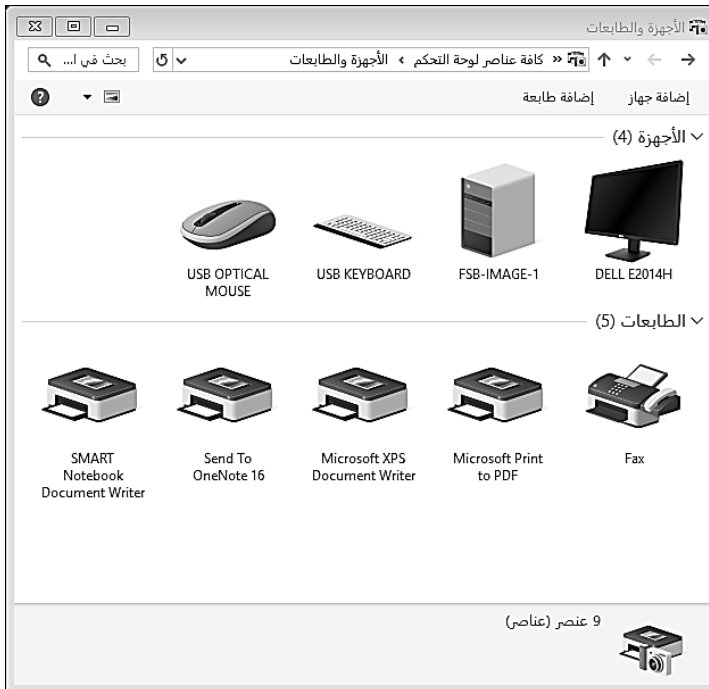 الأجهزة والطابعات
« كافة عناصر لوحة التحكم › الأجهزة والطابعات
بحث في ا...
إضافة جهاز
إضافة طابعة
الأجهزة (4)
DELL E2014H
FSB-IMAGE-1
USB KEYBOARD
USB OPTICAL
MOUSE
الطابعات (5)
Fax
Microsoft Print
to PDF
Microsoft XPS
Document Writer
Send To
OneNote 16
SMART
Notebook
Document Writer
9 عنصر (عناصر)